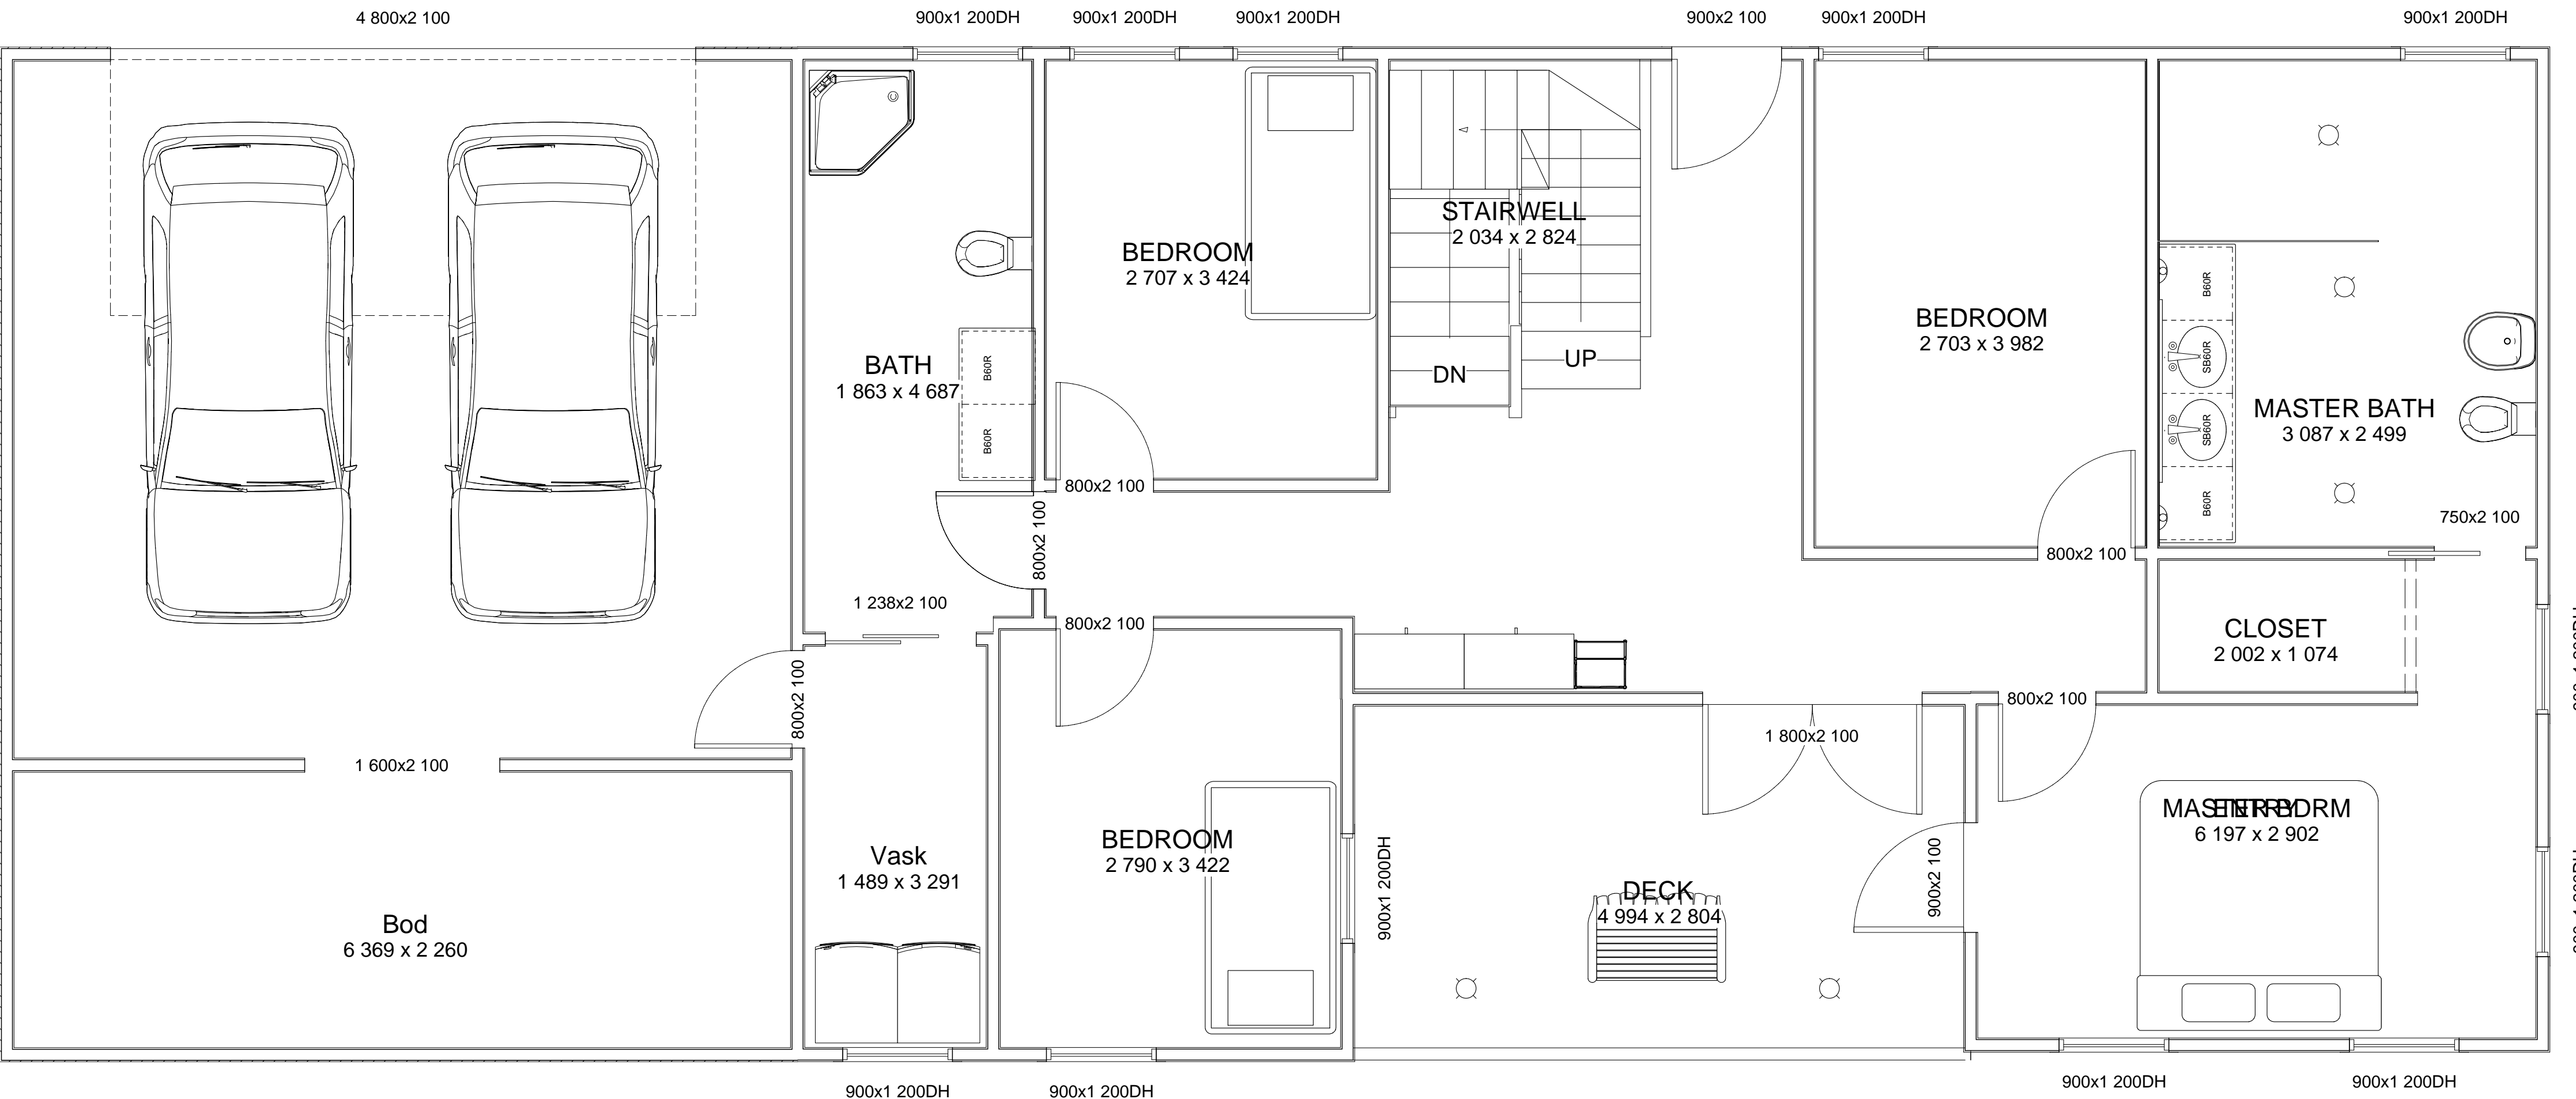 4 800x2 100
900x1 200DH
900x1 200DH
900x1 200DH
900x2 100
900x1 200DH
900x1 200DH
STAIRWELL
2 034 x 2 824
BEDROOM
2 707 x 3 424
B60R
BEDROOM
2 703 x 3 982
SB60R
UP
DN
BATH
1 863 x 4 687
B60R
B60R
MASTER BATH
3 087 x 2 499
SB60R
B60R
800x2 100
800x2 100
750x2 100
800x2 100
1 238x2 100
800x2 100
CLOSET
2 002 x 1 074
800x2 100
800x2 100
1 800x2 100
1 600x2 100
MASTER BDRM
ENTRY
6 197 x 2 902
BEDROOM
2 790 x 3 422
900x1 200DH
900x2 100
Vask
1 489 x 3 291
DECK
4 994 x 2 804
Bod
6 369 x 2 260
900x1 200DH
900x1 200DH
900x1 200DH
900x1 200DH